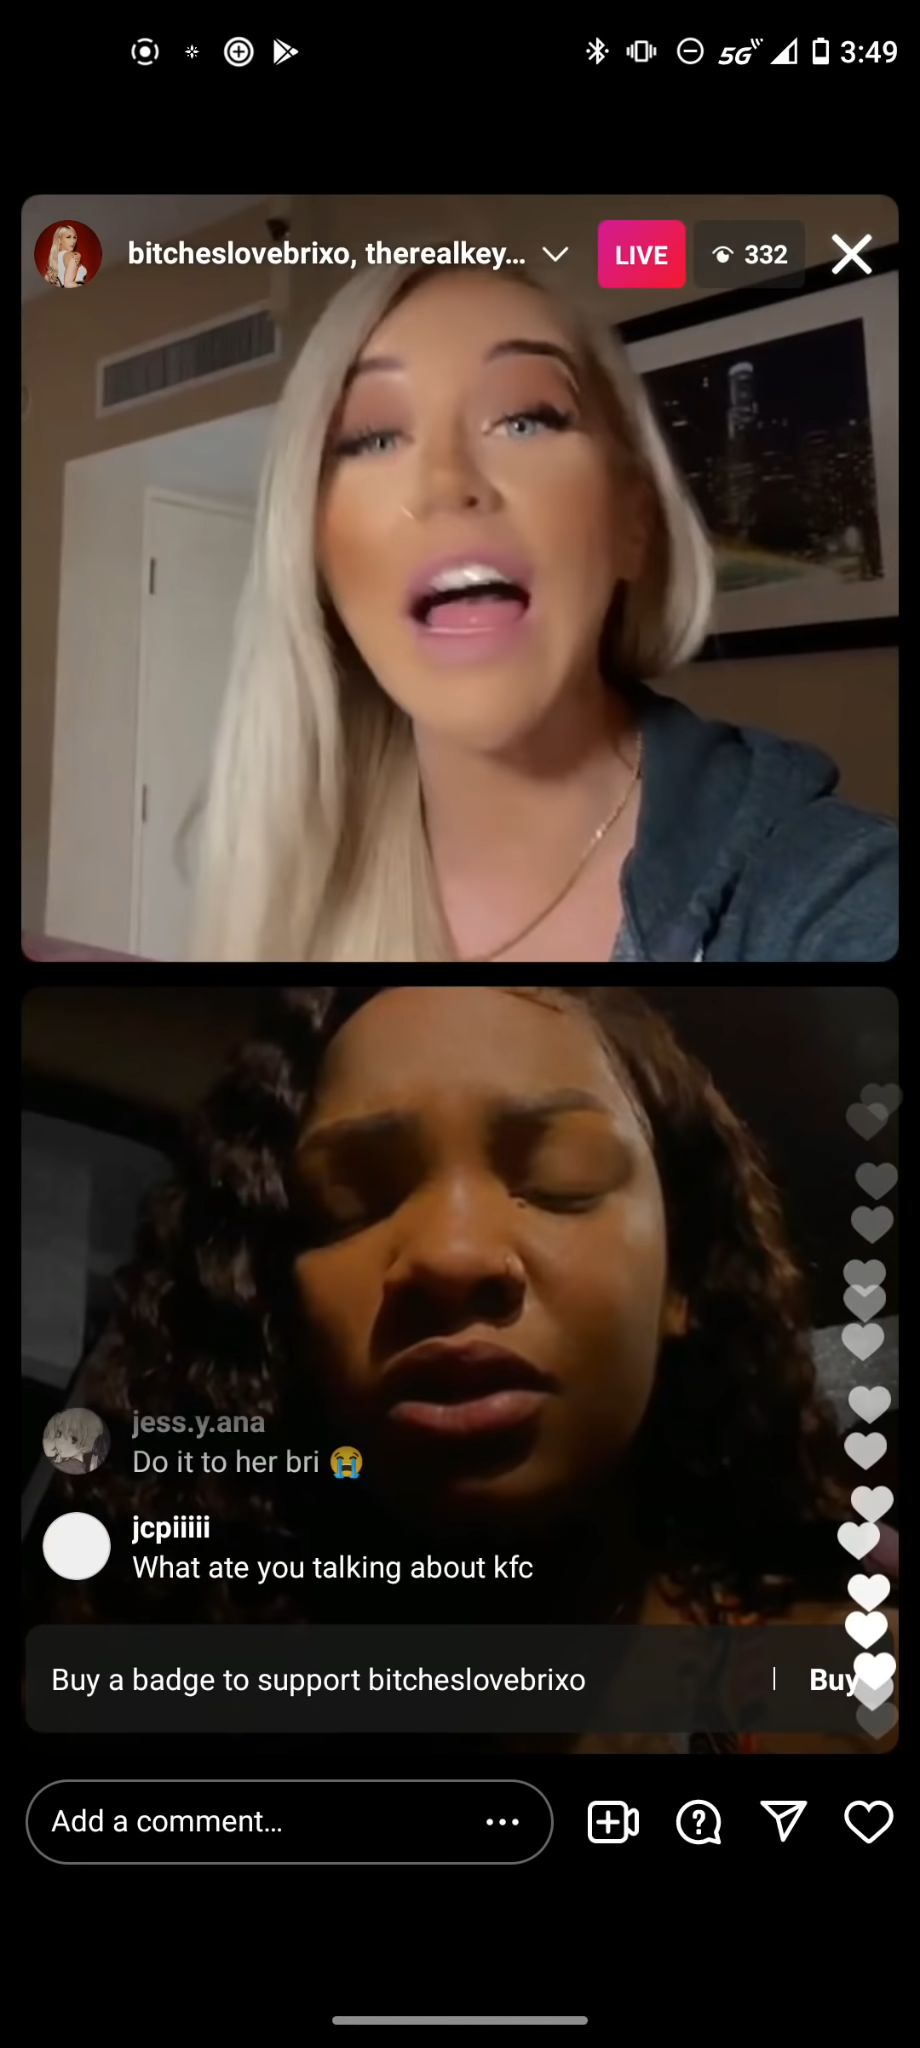 5G 3:49
bitcheslovebrixo, therealkey... LIVE 332
jess.y.ana
Do it to her bri 😭
jcpiiiii
What ate you talking about kfc
Buy a badge to support bitcheslovebrixo | Buy
Add a comment...